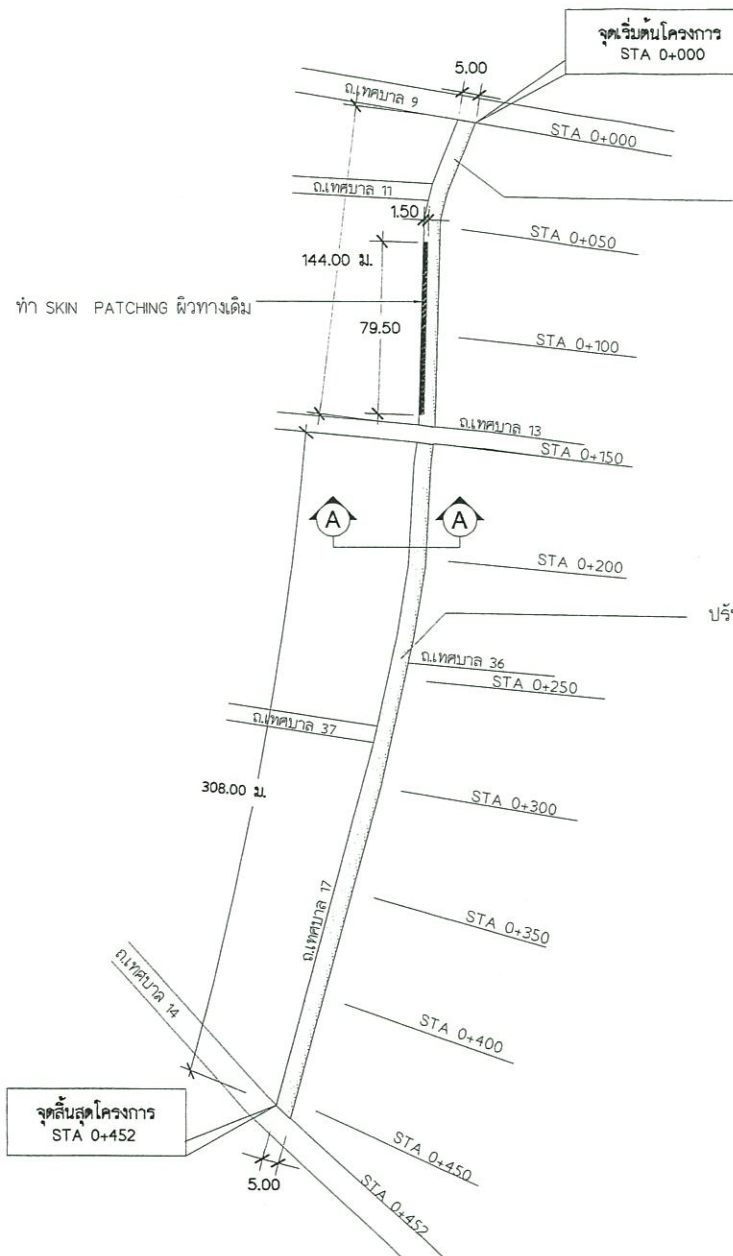 จุดเริ่มต้นโครงการ
STA 0+000
5.00
ถ.เทศบาล 9
STA 0+000
ถ.เทศบาล 11
1.50
STA 0+050
144.00 ม.
ทำ SKIN PATCHING ผิวทางเดิม
79.50
STA 0+100
ถ.เทศบาล 13
STA 0+150
A
A
STA 0+200
ถ.เทศบาล 36
STA 0+250
ถ.เทศบาล 37
308.00 ม.
STA 0+300
ถ.เทศบาล 17
STA 0+350
ถ.เทศบาล 14
STA 0+400
จุดสิ้นสุดโครงการ
STA 0+452
STA 0+450
5.00
STA 0+452